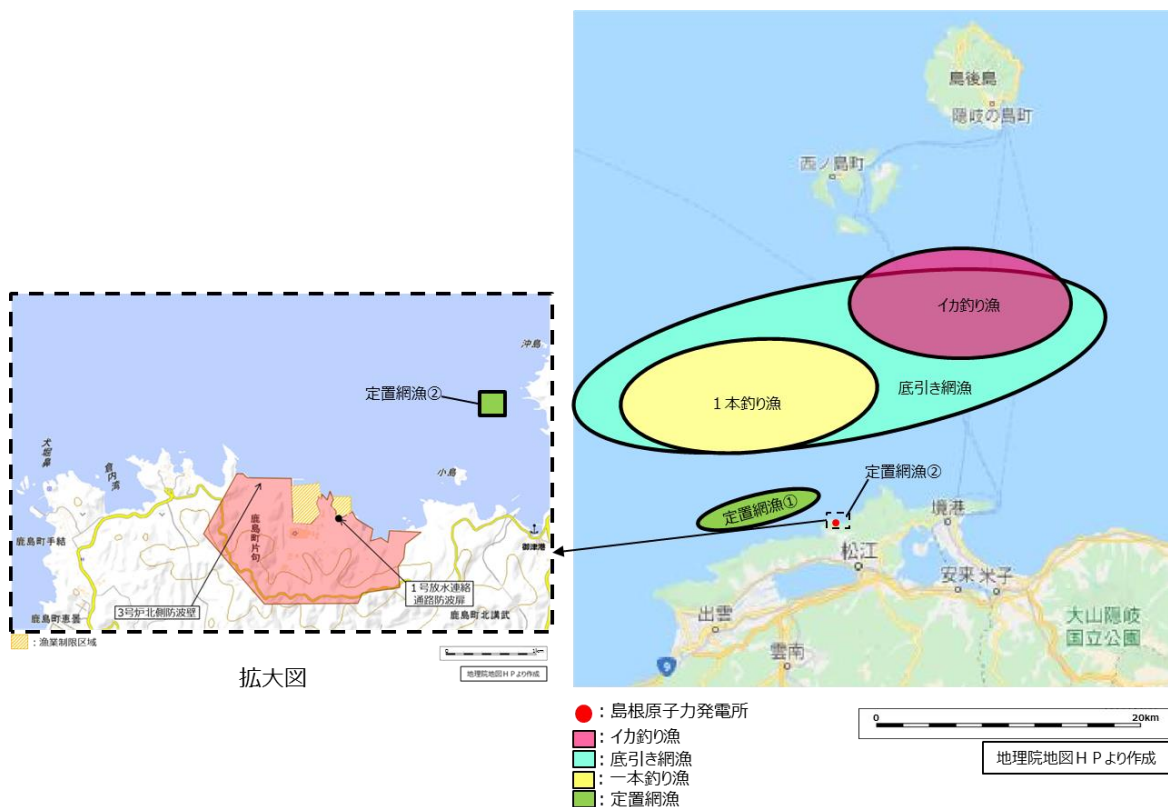 沖島
定置網漁②
犬堀鼻
倉内湾
小島
鹿島町手結
鹿島町片句
御津港
3号炉北側防波壁
1号放水連絡
通路防波扉
鹿島町恵曇
鹿島町北講武
:漁業制限区域
0
1km
地理院地図HPより作成
拡大図
島後島
隠岐の島町
西ノ島町
イカ釣り漁
底引き網漁
1本釣り漁
定置網漁②
定置網漁①
境港
松江
安来
米子
出雲
大山隠岐
国立公園
雲南
9
:島根原子力発電所
:イカ釣り漁
:底引き網漁
:一本釣り漁
:定置網漁
0
20km
地理院地図HPより作成